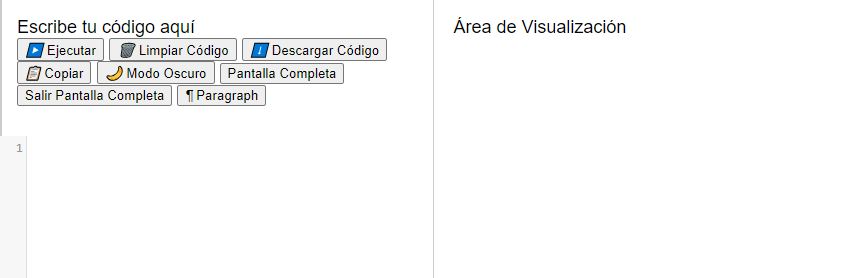 Escribe tu código aquí
Ejecutar Limpiar Código Descargar Código
Copiar Modo Oscuro Pantalla Completa
Salir Pantalla Completa ¶ Paragraph
1
Área de Visualización